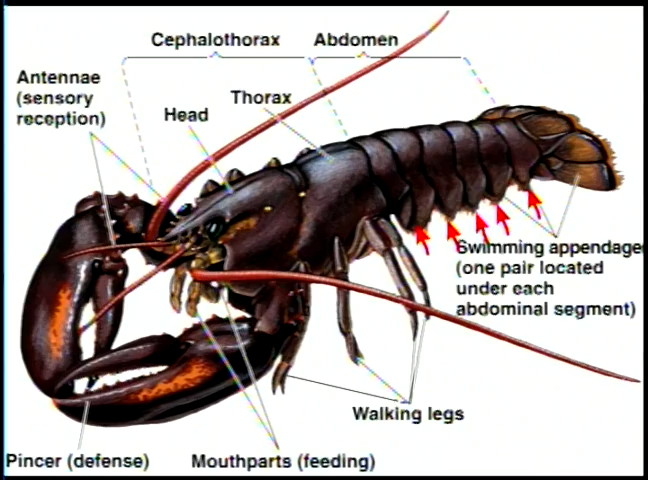 Cephalothorax
Abdomen
Antennae
(sensory
reception)
Head
Thorax
Swimming appendage
(one pair located
under each
abdominal segment)
Walking legs
Pincer (defense)
Mouthparts (feeding)